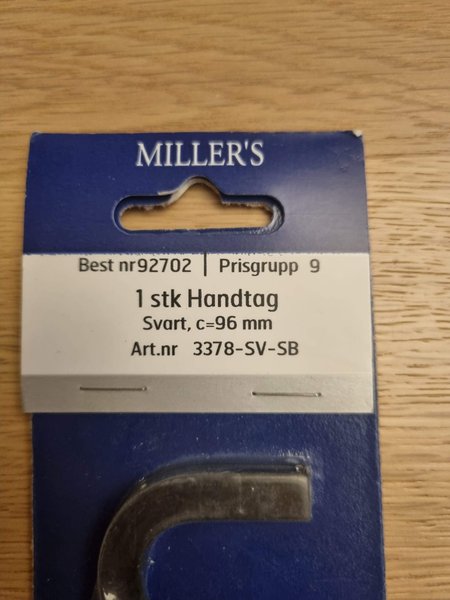 MILLER'S
Best nr92702 | Prisgrupp 9
1 stk Handtag
Svart, c=96 mm
Art.nr 3378-SV-SB